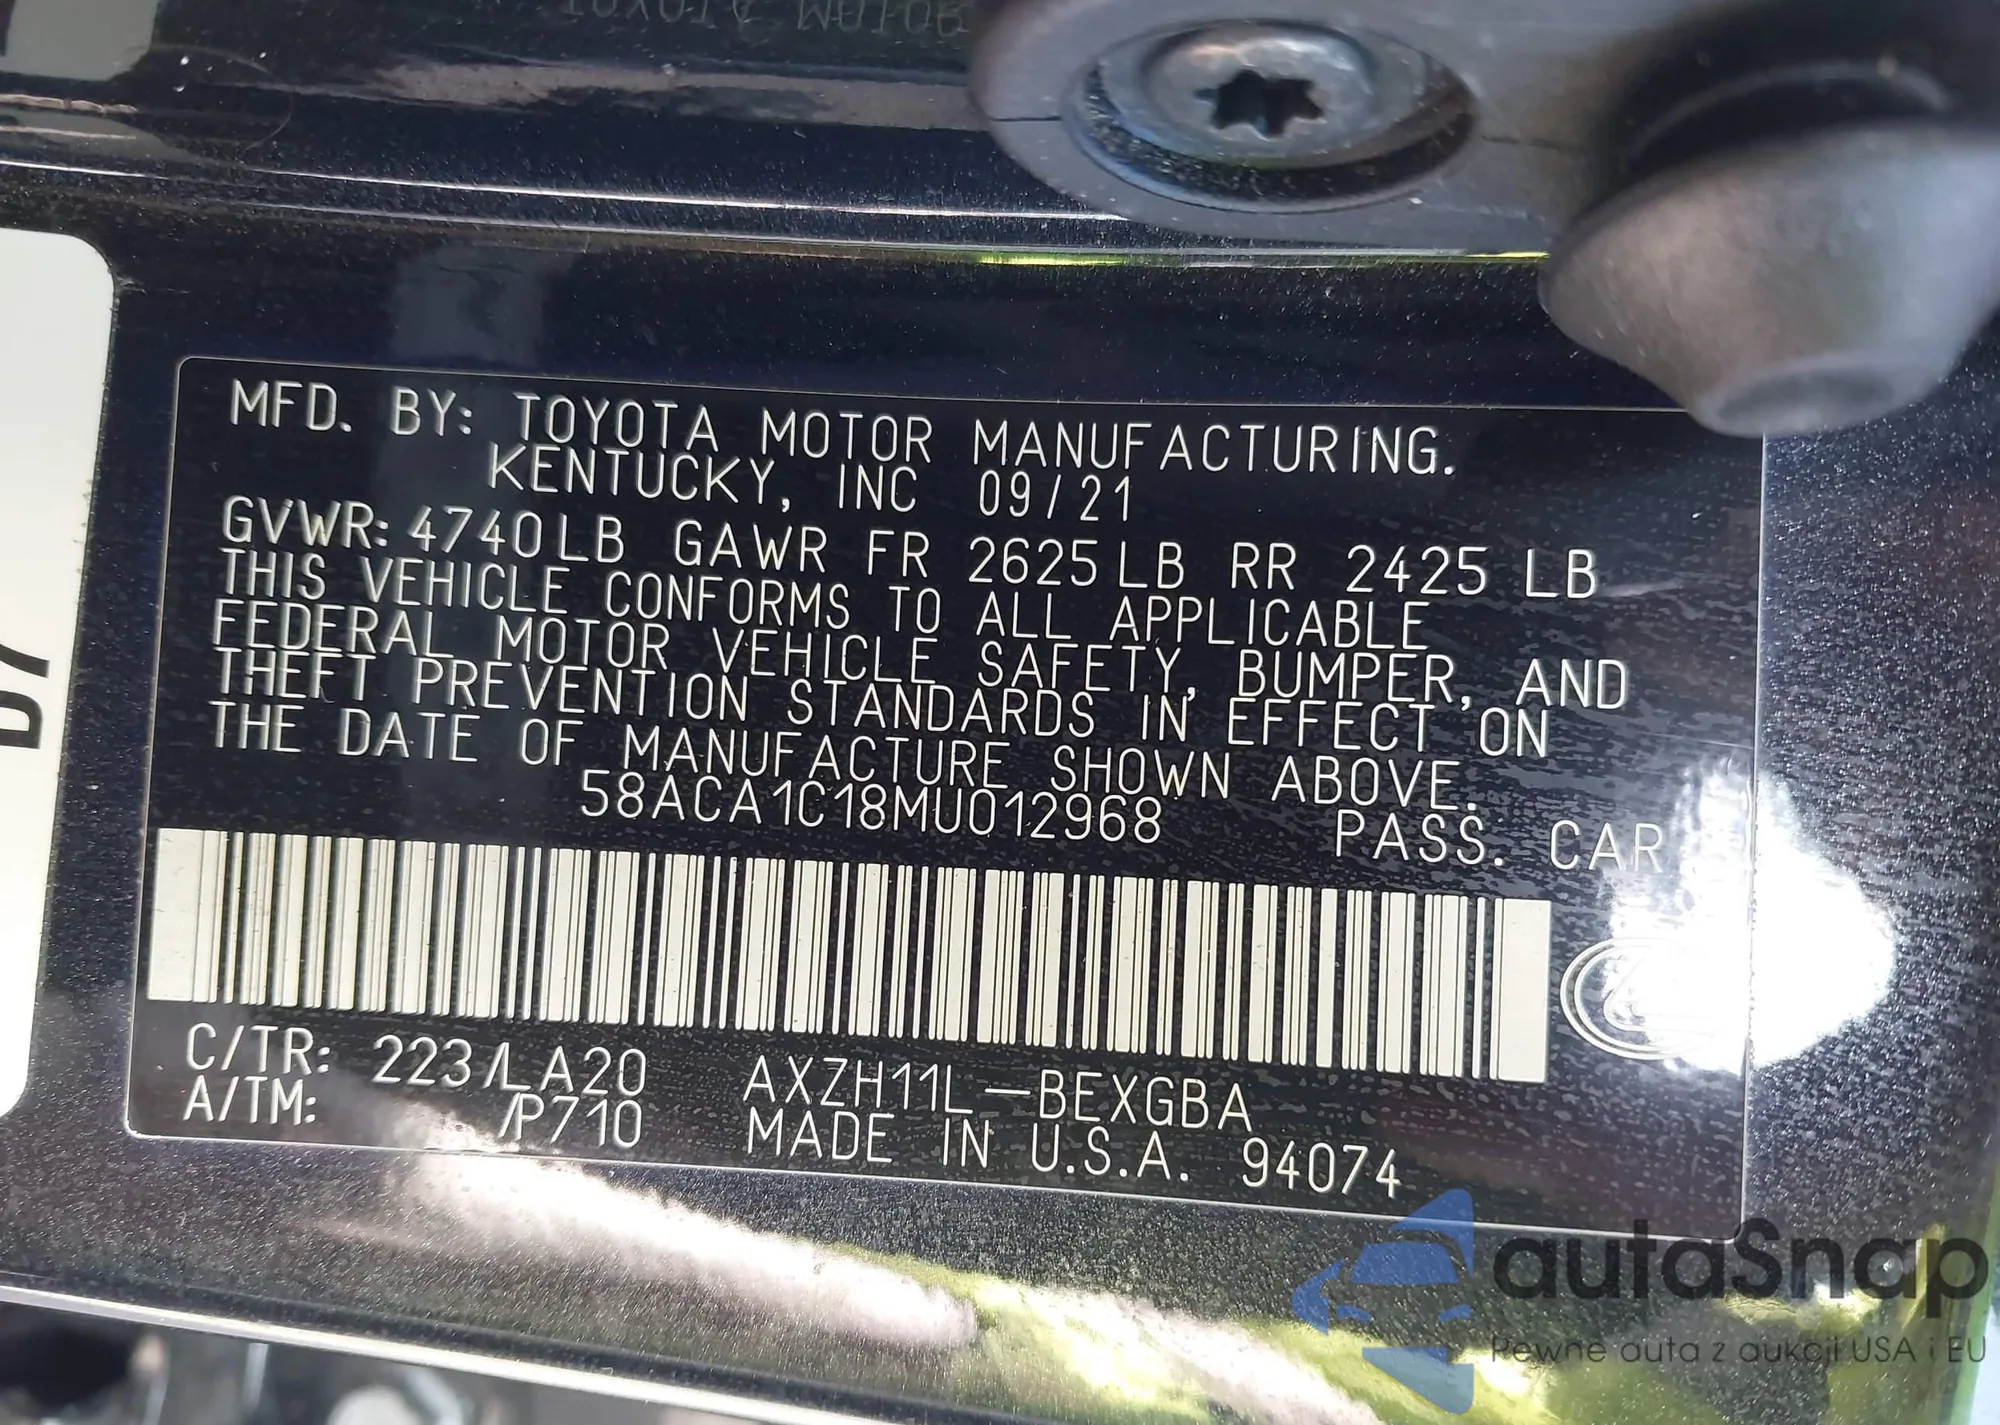 MFD. BY: TOYOTA MOTOR MANUFACTURING.
KENTUCKY, INC 09/21
GVWR: 4740LB GAWR FR 2625LB RR 2425 LB
THIS VEHICLE CONFORMS TO ALL APPLICABLE
FEDERAL MOTOR VEHICLE SAFETY, BUMPER, AND
THEFT PREVENTION STANDARDS IN EFFECT ON
THE DATE OF MANUFACTURE SHOWN ABOVE.
58ACA1C18MU012968 PASS. CAR
C/TR: 223/LA20 AXZH11L-BEXGBA
A/TM: /P710 MADE IN U.S.A. 94074
autoSnap
Pewne auta z aukcji USA i EU